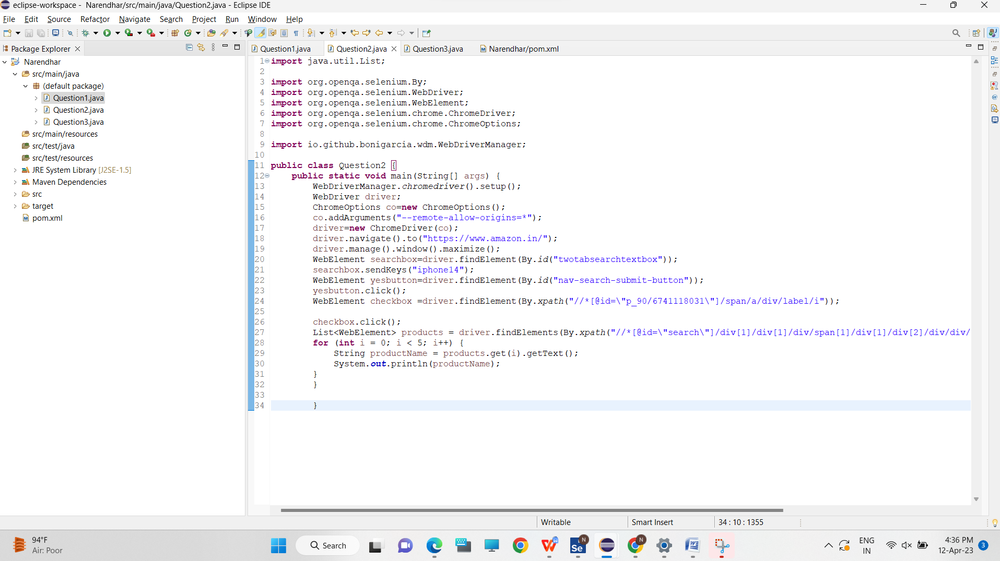 eclipse-workspace - Narendhar/src/main/java/Question2.java - Eclipse IDE
File Edit Source Refactor Navigate Search Project Run Window Help
Package Explorer
Question1.java Question2.java Question3.java Narendhar/pom.xml
Narendhar
src/main/java
(default package)
Question1.java
Question2.java
Question3.java
src/main/resources
src/test/java
src/test/resources
JRE System Library [J2SE-1.5]
Maven Dependencies
src
target
pom.xml
1 import java.util.List;
2
3 import org.openqa.selenium.By;
4 import org.openqa.selenium.WebDriver;
5 import org.openqa.selenium.WebElement;
6 import org.openqa.selenium.chrome.ChromeDriver;
7 import org.openqa.selenium.chrome.ChromeOptions;
8
9 import io.github.bonigarcia.wdm.WebDriverManager;
10
11 public class Question2 {
12 public static void main(String[] args) {
13 WebDriverManager.chromedriver().setup();
14 WebDriver driver;
15 ChromeOptions co=new ChromeOptions();
16 co.addArguments("--remote-allow-origins=*");
17 driver=new ChromeDriver(co);
18 driver.navigate().to("https://www.amazon.in/");
19 driver.manage().window().maximize();
20 WebElement searchbox=driver.findElement(By.id("twotabsearchtextbox"));
21 searchbox.sendKeys("iphone14");
22 WebElement yesbutton=driver.findElement(By.id("nav-search-submit-button"));
23 yesbutton.click();
24 WebElement checkbox =driver.findElement(By.xpath("//*[@id=\"p_90/6741118031\"]/span/a/div/label/i"));
25
26 checkbox.click();
27 List<WebElement> products = driver.findElements(By.xpath("//*[@id=\"search\"]/div[1]/div[1]/div/span[1]/div[1]/div[2]/div/div/
28 for (int i = 0; i < 5; i++) {
29 String productName = products.get(i).getText();
30 System.out.println(productName);
31 }
32 }
33
34 }
Writable Smart Insert 34 : 10 : 1355
94°F
Air: Poor
Search
ENG
IN
4:36 PM
12-Apr-23
3